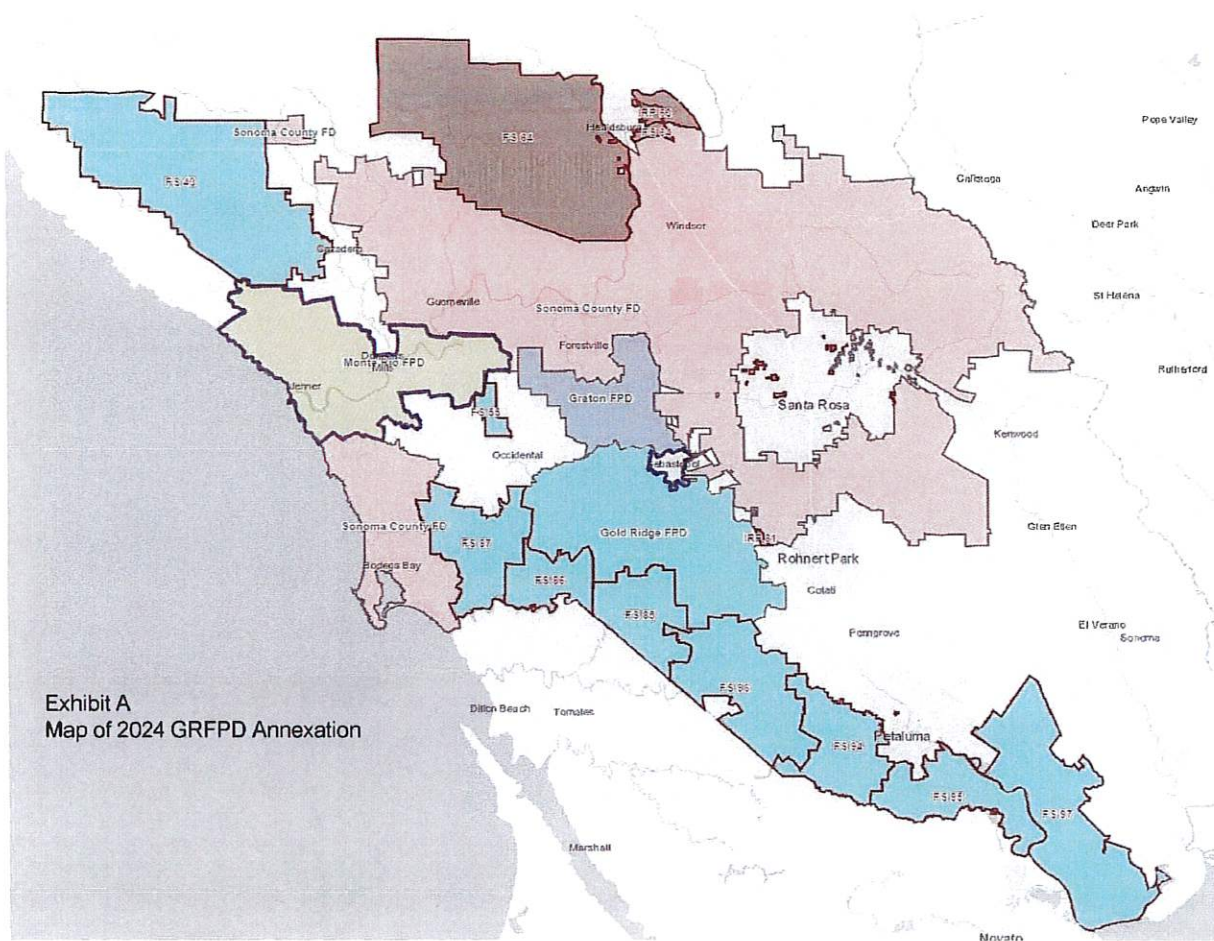 Pope Valley
Sonoma County FD
Healdsburg
Calistoga
Angwin
Windsor
Deer Park
Cazadero
St Helena
Guerneville
Sonoma County FD
Forestville
Monte Rio FPD
Rutherford
Jenner
Graton FPD
Santa Rosa
Kenwood
Occidental
Sebastopol
Sonoma County FD
Gold Ridge FPD
Glen Ellen
Rohnert Park
Bodega Bay
Cotati
El Verano
Sonoma
Penngrove
Exhibit A
Map of 2024 GRFPD Annexation
Dillon Beach
Tomales
Petaluma
Marshall
Novato